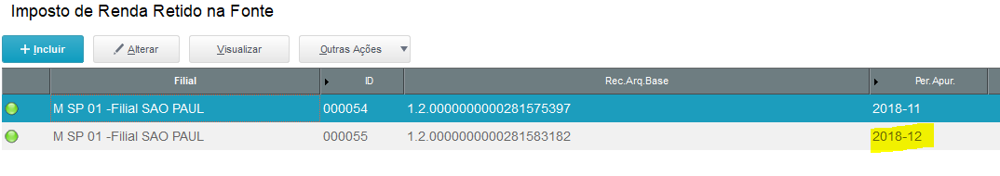 Imposto de Renda Retido na Fonte
+ Incluir Alterar Visualizar Outras Ações
Filial ID Rec.Arq.Base Per.Apur.
M SP 01 -Filial SAO PAUL 000054 1.2.0000000000281575397 2018-11
M SP 01 -Filial SAO PAUL 000055 1.2.0000000000281583182 2018-12